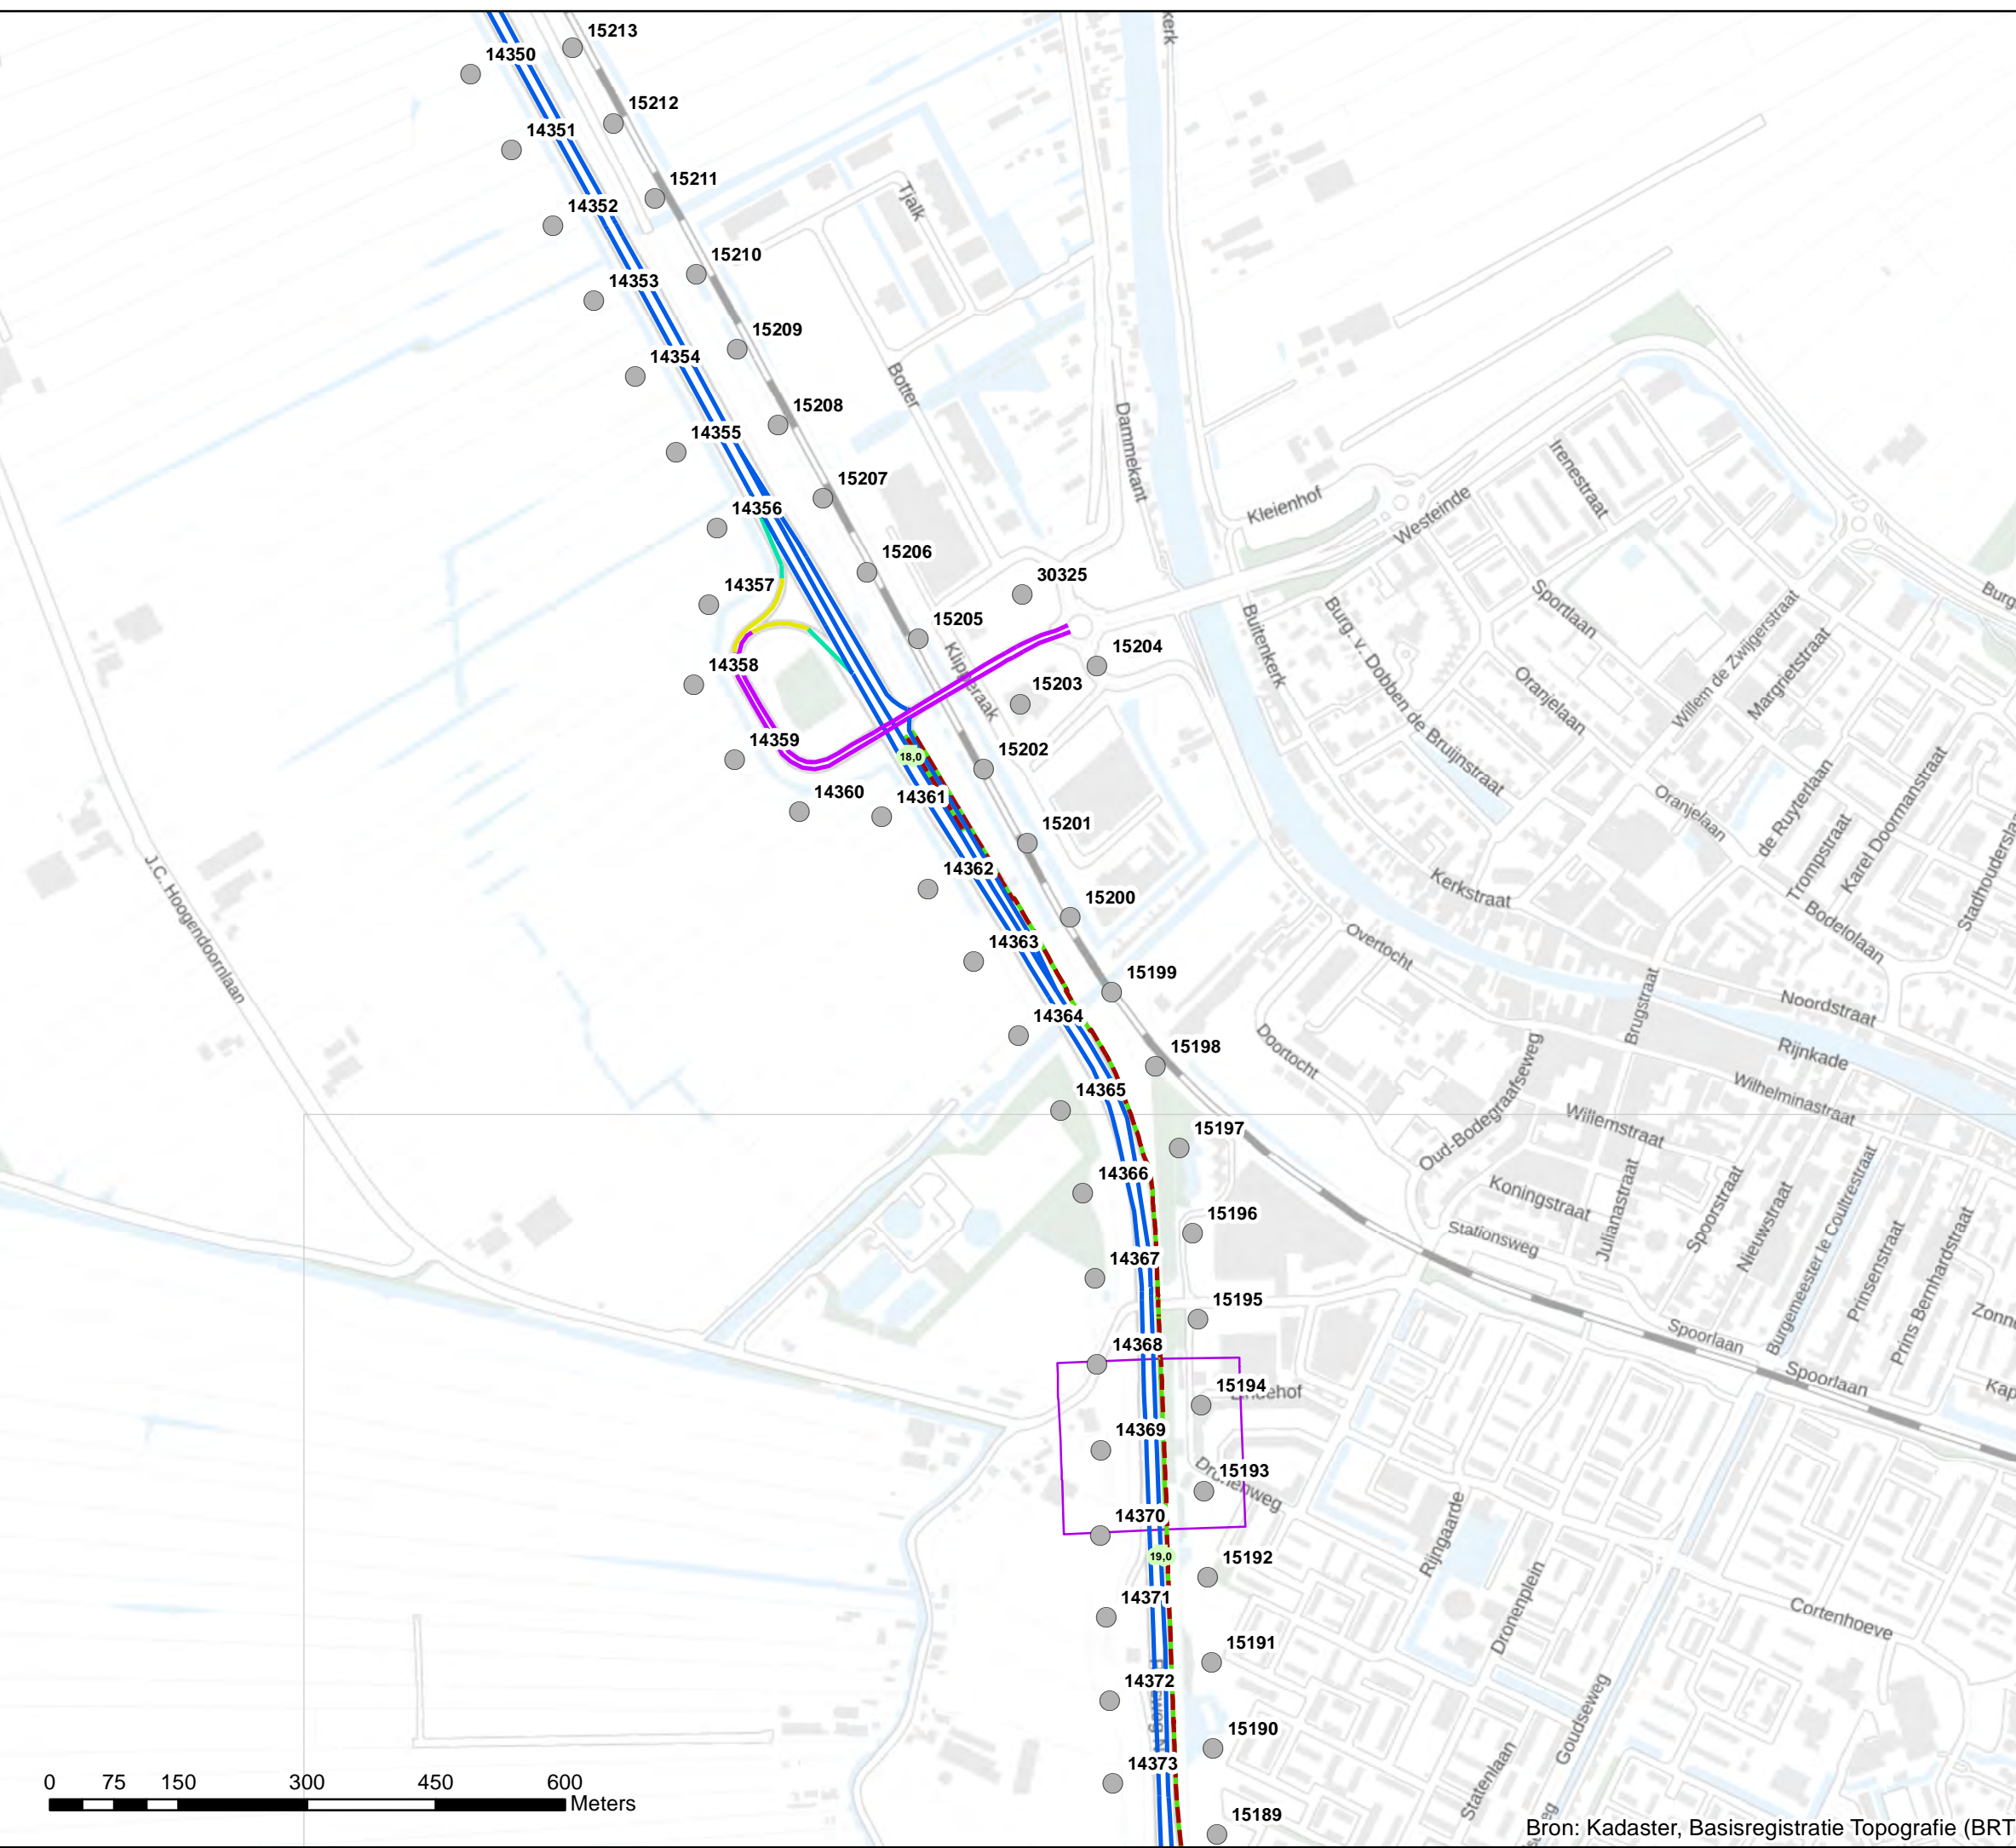 15213
14350
15212
14351
15211
14352
Tjalk
15210
14353
15209
14354
Botter
15208
14355
Dammekant
15207
14356
Kleienhof
Westeinde
Irenestraat
15206
30325
14357
Sportlaan
Willem de Zwijgerstraat
15205
Buitenkerk
Burg. v. Dobben de Bruijnstraat
Margrietstraat
15204
14358
15203
Oranjelaan
14359
15202
18,0
14360
14361
Oranjelaan
de Ruyterlaan
Trompstraat
Karel Doormanstraat
15201
14362
Kerkstraat
J.C. Hoogendoornlaan
15200
Bodelolaan
14363
Overtocht
15199
Brugstraat
Noordstraat
14364
Doortocht
15198
Rijnkade
14365
Oud-Bodegraafseweg
Wilhelminastraat
15197
Willemstraat
14366
Koningstraat
Julianastraat
Spoorstraat
Nieuwstraat
Burgemeester le Coultrestraat
Prinsenstraat
Prins Bernhardstraat
15196
Stationsweg
14367
15195
Spoorlaan
14368
Spoorlaan
15194
14369
15193
14370
Rijngaarde
19,0
15192
Dronenplein
14371
Cortenhoeve
15191
14372
Goudseweg
15190
14373
Statenlaan
15189
0 75 150 300 450 600
Meters
Bron: Kadaster, Basisregistratie Topografie (BRT